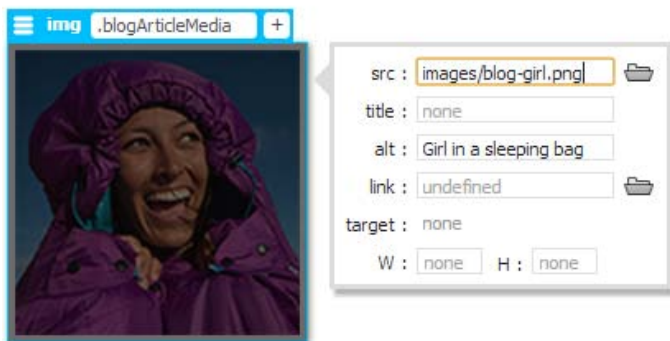 img .blogArticleMedia +
src : images/blog-girl.png
title : none
alt : Girl in a sleeping bag
link : undefined
target : none
W : none H : none